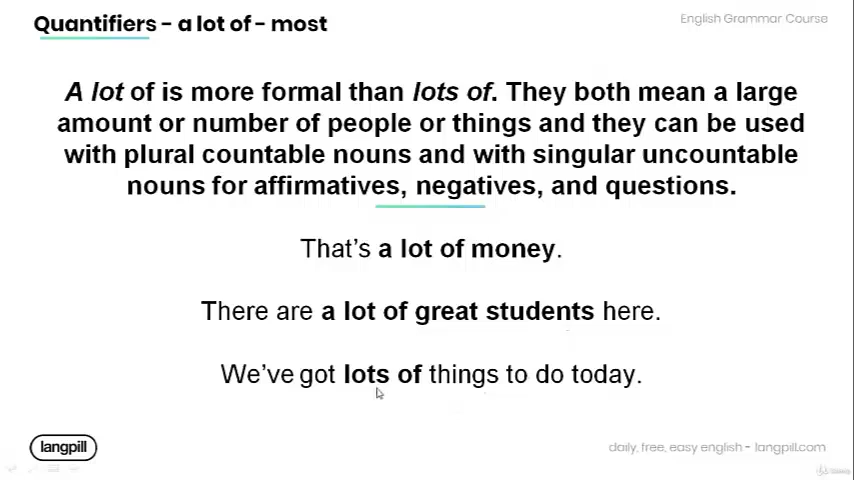 Quantifiers - a lot of - most
English Grammar Course
A lot of is more formal than lots of. They both mean a large
amount or number of people or things and they can be used
with plural countable nouns and with singular uncountable
nouns for affirmatives, negatives, and questions.
That's a lot of money.
There are a lot of great students here.
We've got lots of things to do today.
langpill
daily, free, easy english - langpill.com
Udemy